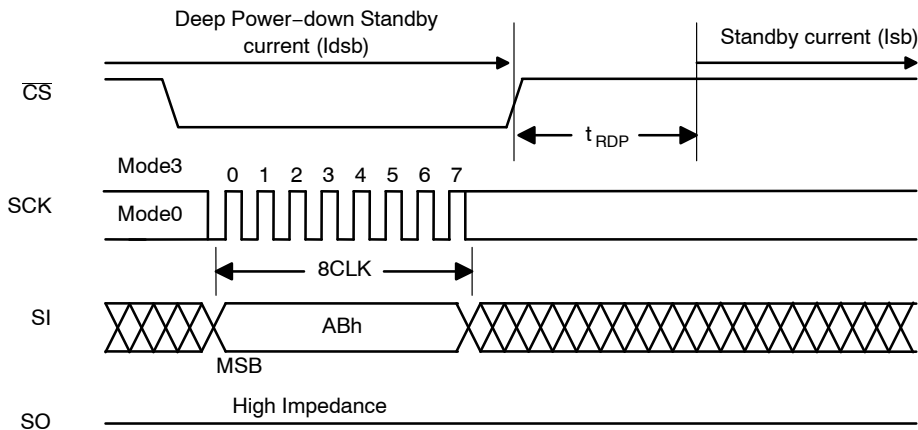 Deep Power−down Standby
current (Idsb)
Standby current (Isb)
CS
t RDP
Mode3
0 1 2 3 4 5 6 7
SCK
Mode0
8CLK
SI
ABh
MSB
High Impedance
SO